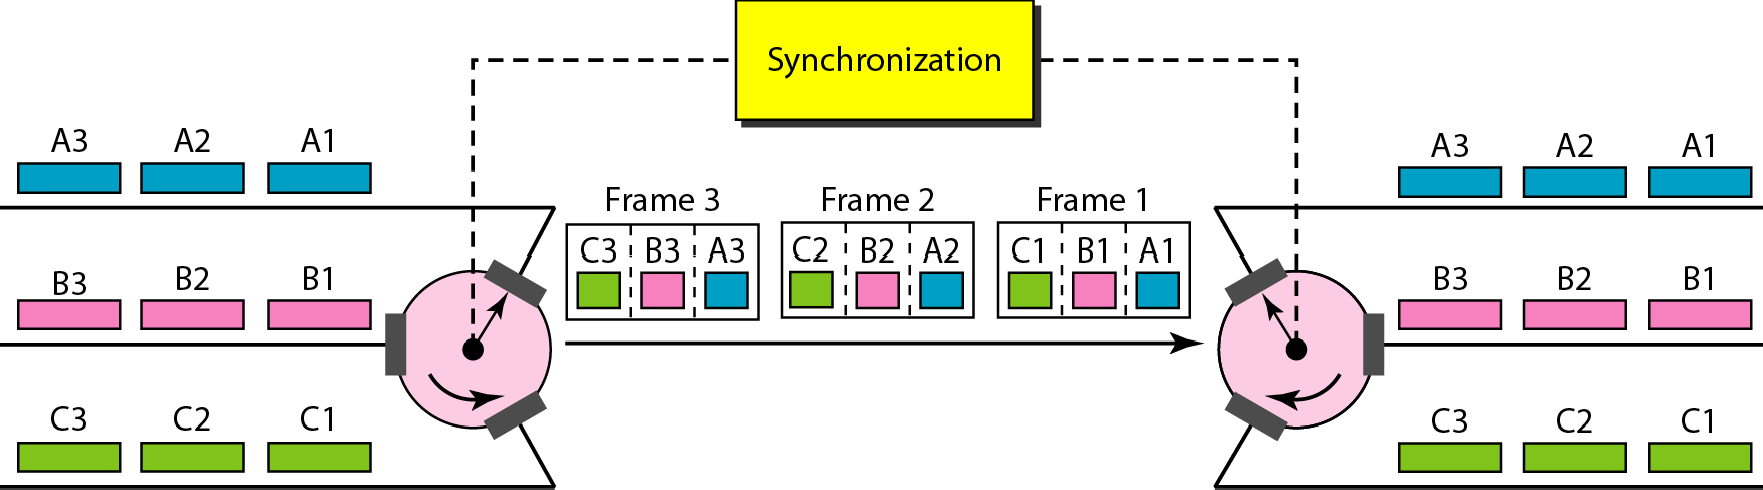 Synchronization
A3 A2 A1
A3 A2 A1
Frame 3 Frame 2 Frame 1
C3 B3 A3 C2 B2 A2 C1 B1 A1
B3 B2 B1
B3 B2 B1
C3 C2 C1
C3 C2 C1